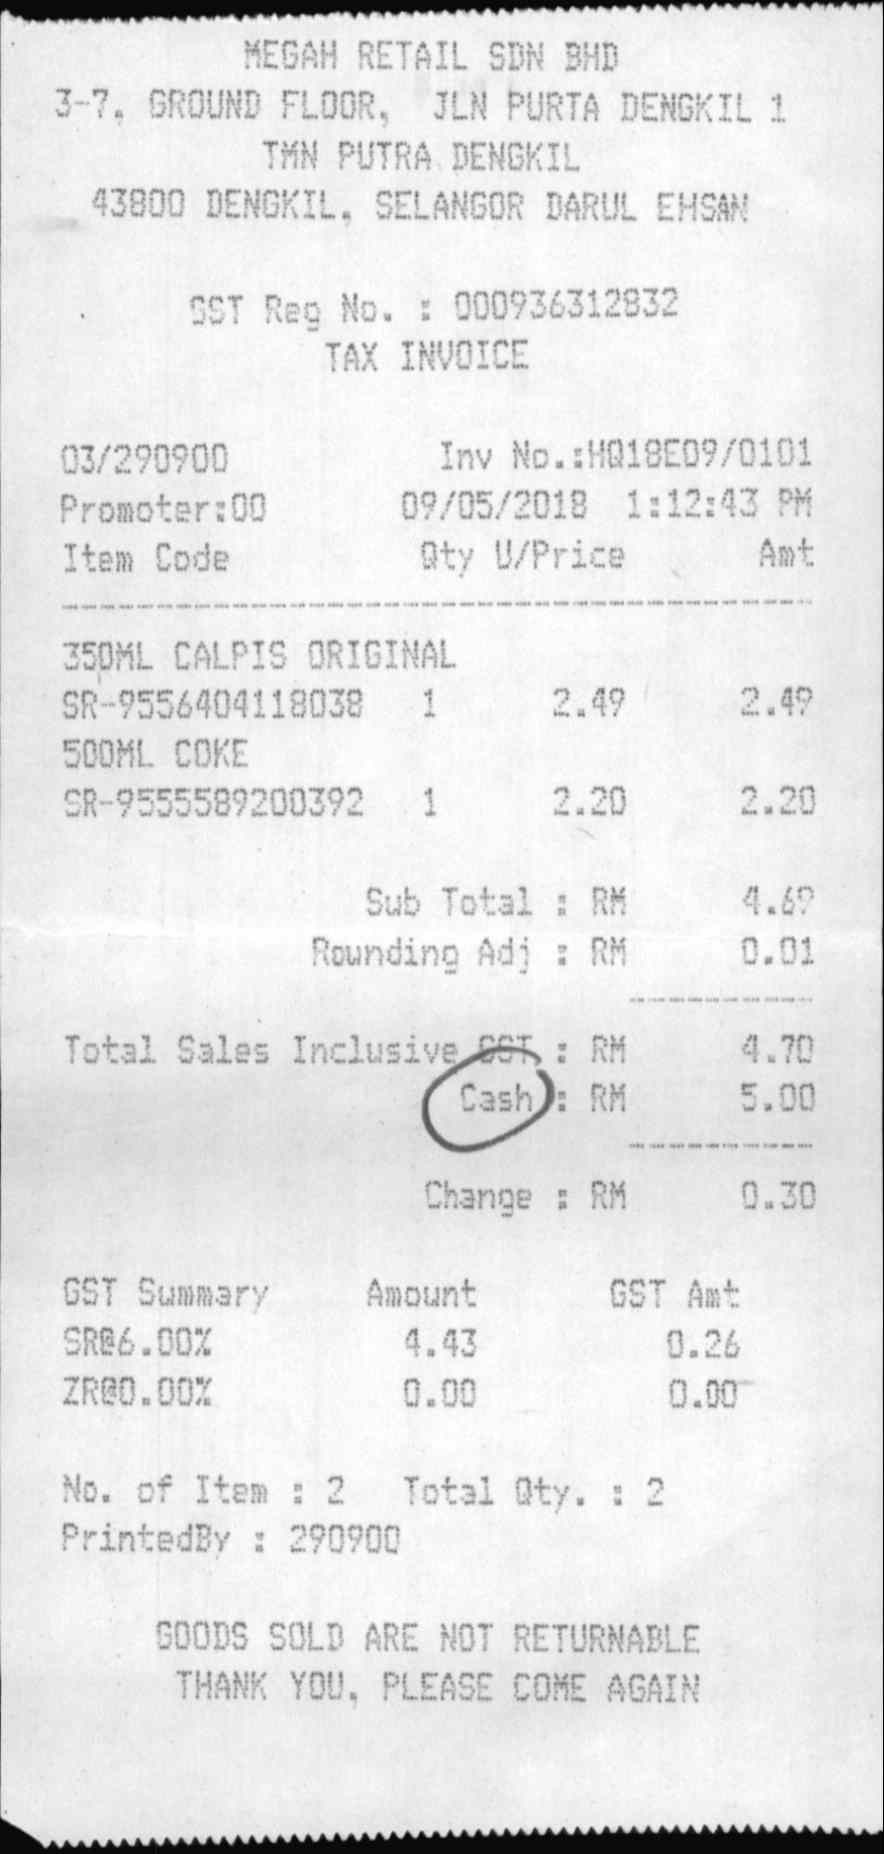 MEGAH RETAIL SDN BHD
3-7, GROUND FLOOR, JLN PURTA DENGKIL 1
TMN PUTRA DENGKIL
43800 DENGKIL, SELANGOR DARUL EHSAN
GST Reg No. : 000936312832
TAX INVOICE
03/290900 Inv No.:HQ18E09/0101
Promoter:00 09/05/2018 1:12:43 PM
Item Code Qty U/Price Amt
350ML CALPIS ORIGINAL
SR-9556404118038 1 2.49 2.49
500ML COKE
SR-9555589200392 1 2.20 2.20
Sub Total : RM 4.69
Rounding Adj : RM 0.01
Total Sales Inclusive GST : RM 4.70
Cash : RM 5.00
Change : RM 0.30
GST Summary Amount GST Amt
SR@6.00% 4.43 0.26
ZR@0.00% 0.00 0.00
No. of Item : 2 Total Qty. : 2
PrintedBy : 290900
GOODS SOLD ARE NOT RETURNABLE
THANK YOU, PLEASE COME AGAIN